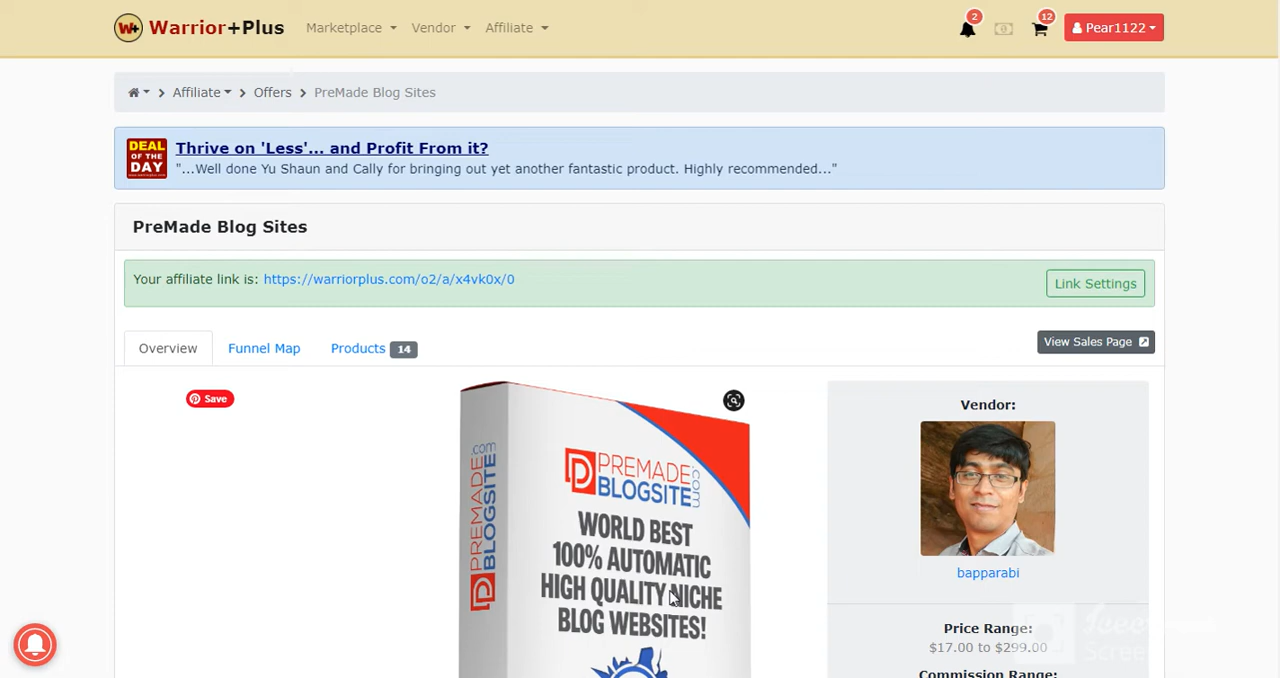 Warrior+Plus
Marketplace
Vendor
Affiliate
2
12
Pear1122
Affiliate
Offers
PreMade Blog Sites
DEAL
OF THE
DAY
Thrive on 'Less'... and Profit From it?
"...Well done Yu Shaun and Cally for bringing out yet another fantastic product. Highly recommended..."
PreMade Blog Sites
Your affiliate link is: https://warriorplus.com/o2/a/x4vk0x/0
Link Settings
Overview
Funnel Map
Products 14
View Sales Page
Save
PREMADE
BLOGSITE
.com
PREMADE
BLOGSITE
.com
WORLD BEST
100% AUTOMATIC
HIGH QUALITY NICHE
BLOG WEBSITES!
Vendor:
bapparabi
Price Range:
$17.00 to $299.00
Commission Range: